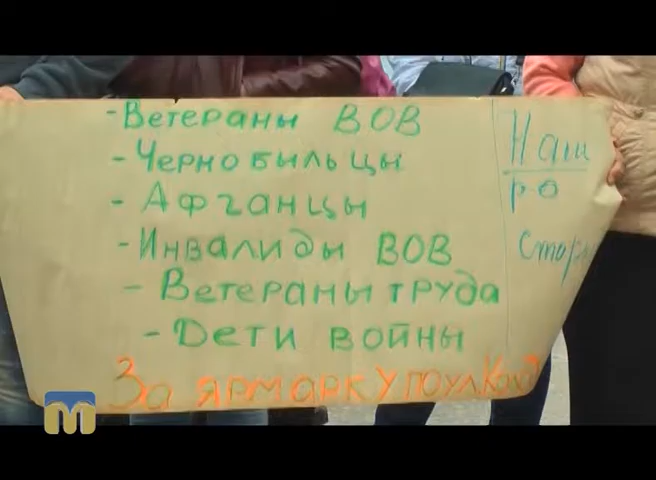 - Ветераны ВОВ
- Чернобыльцы
- Афганцы
- Инвалиды ВОВ
- Ветераны труда
- Дети войны
За ярмарку по ул.
Наш
ро
сторо
M